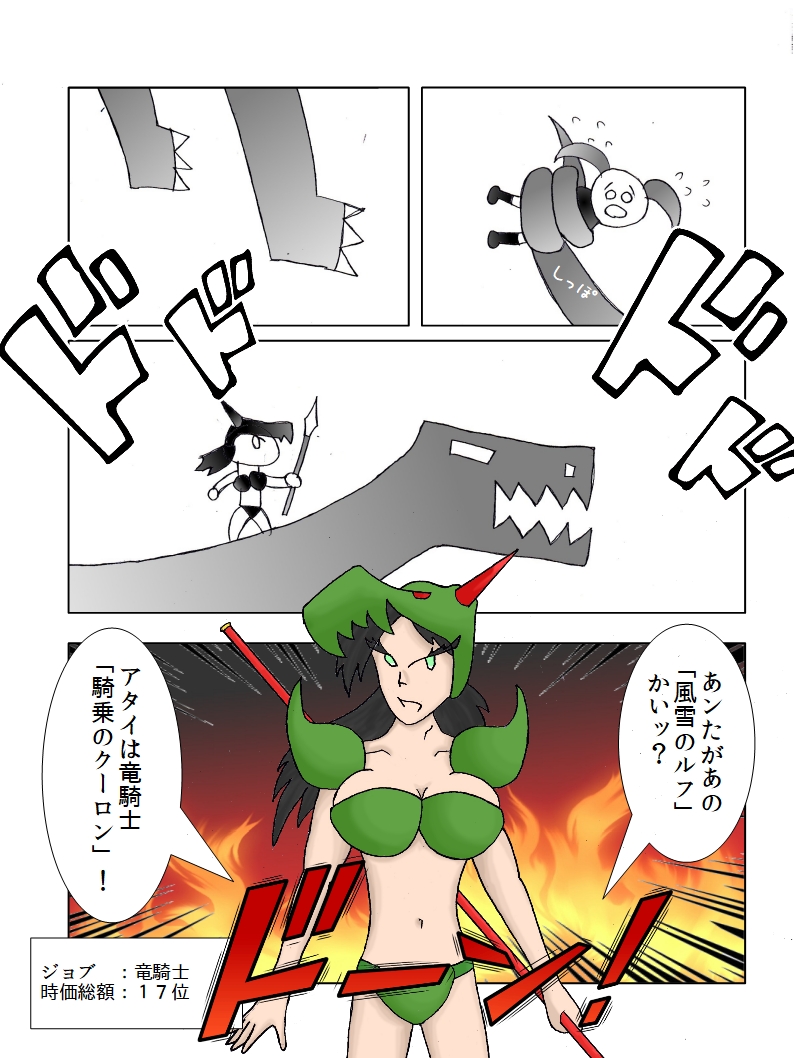 しっぽ。
ドド
ドド
あンたがあの
「風雪のルフ」
かいッ？
アタイは竜騎士
「騎乗のクーロン」！
ドーン！
ジョブ　：竜騎士
時価総額：１７位